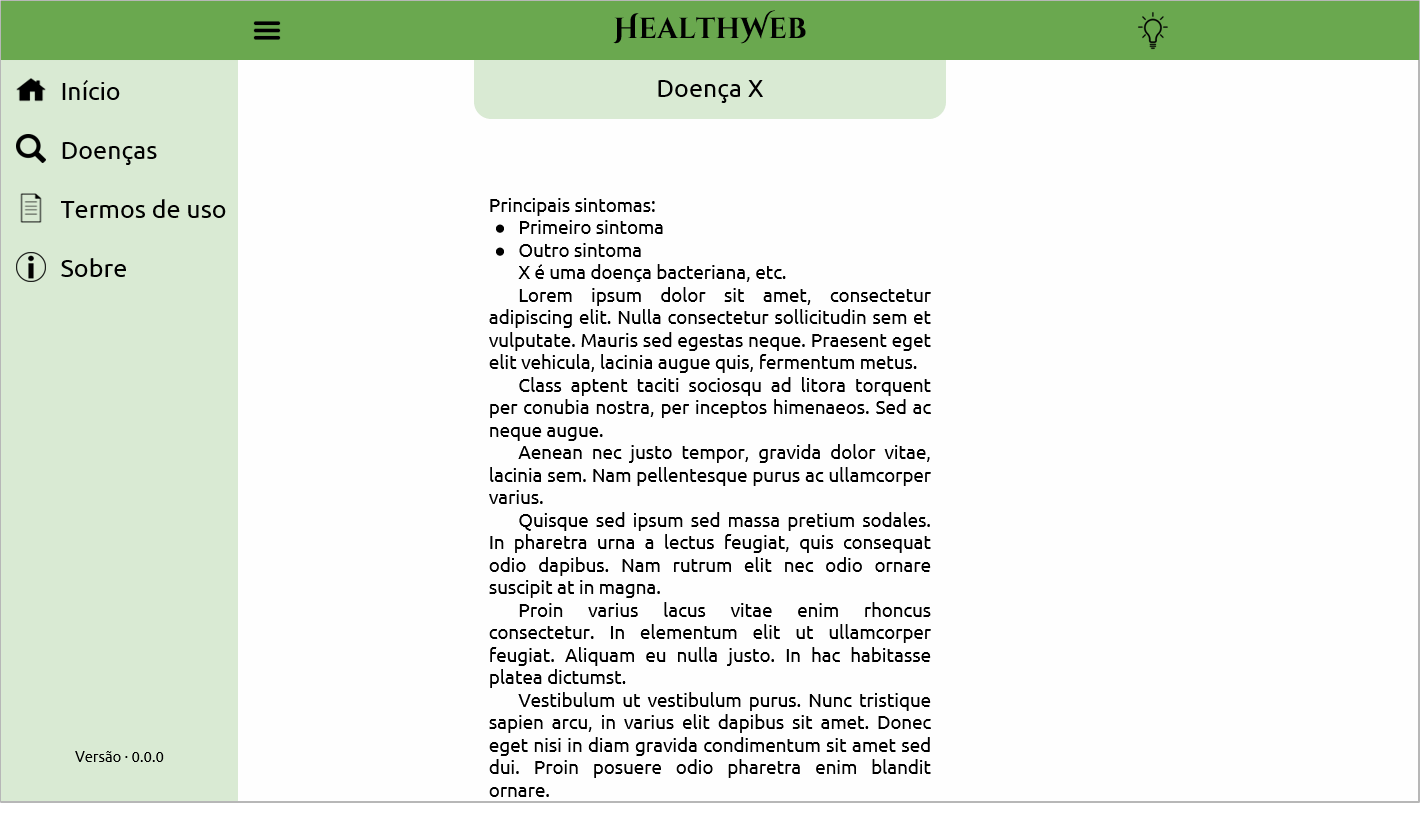 HealthWeb
Início
Doenças
Termos de uso
Sobre
Versão · 0.0.0
Doença X
Principais sintomas:
● Primeiro sintoma
● Outro sintoma
X é uma doença bacteriana, etc.
Lorem ipsum dolor sit amet, consectetur
adipiscing elit. Nulla consectetur sollicitudin sem et
vulputate. Mauris sed egestas neque. Praesent eget
elit vehicula, lacinia augue quis, fermentum metus.
Class aptent taciti sociosqu ad litora torquent
per conubia nostra, per inceptos himenaeos. Sed ac
neque augue.
Aenean nec justo tempor, gravida dolor vitae,
lacinia sem. Nam pellentesque purus ac ullamcorper
varius.
Quisque sed ipsum sed massa pretium sodales.
In pharetra urna a lectus feugiat, quis consequat
odio dapibus. Nam rutrum elit nec odio ornare
suscipit at in magna.
Proin varius lacus vitae enim rhoncus
consectetur. In elementum elit ut ullamcorper
feugiat. Aliquam eu nulla justo. In hac habitasse
platea dictumst.
Vestibulum ut vestibulum purus. Nunc tristique
sapien arcu, in varius elit dapibus sit amet. Donec
eget nisi in diam gravida condimentum sit amet sed
dui. Proin posuere odio pharetra enim blandit
ornare.